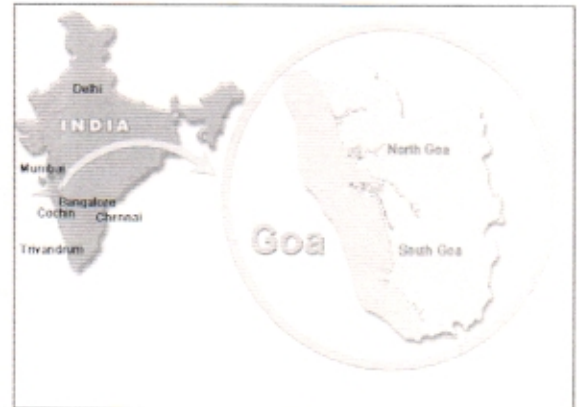 Delhi
INDIA
Mumbai
Bangalore
Cochin
Chennai
Trivandrum
Goa
North Goa
South Goa